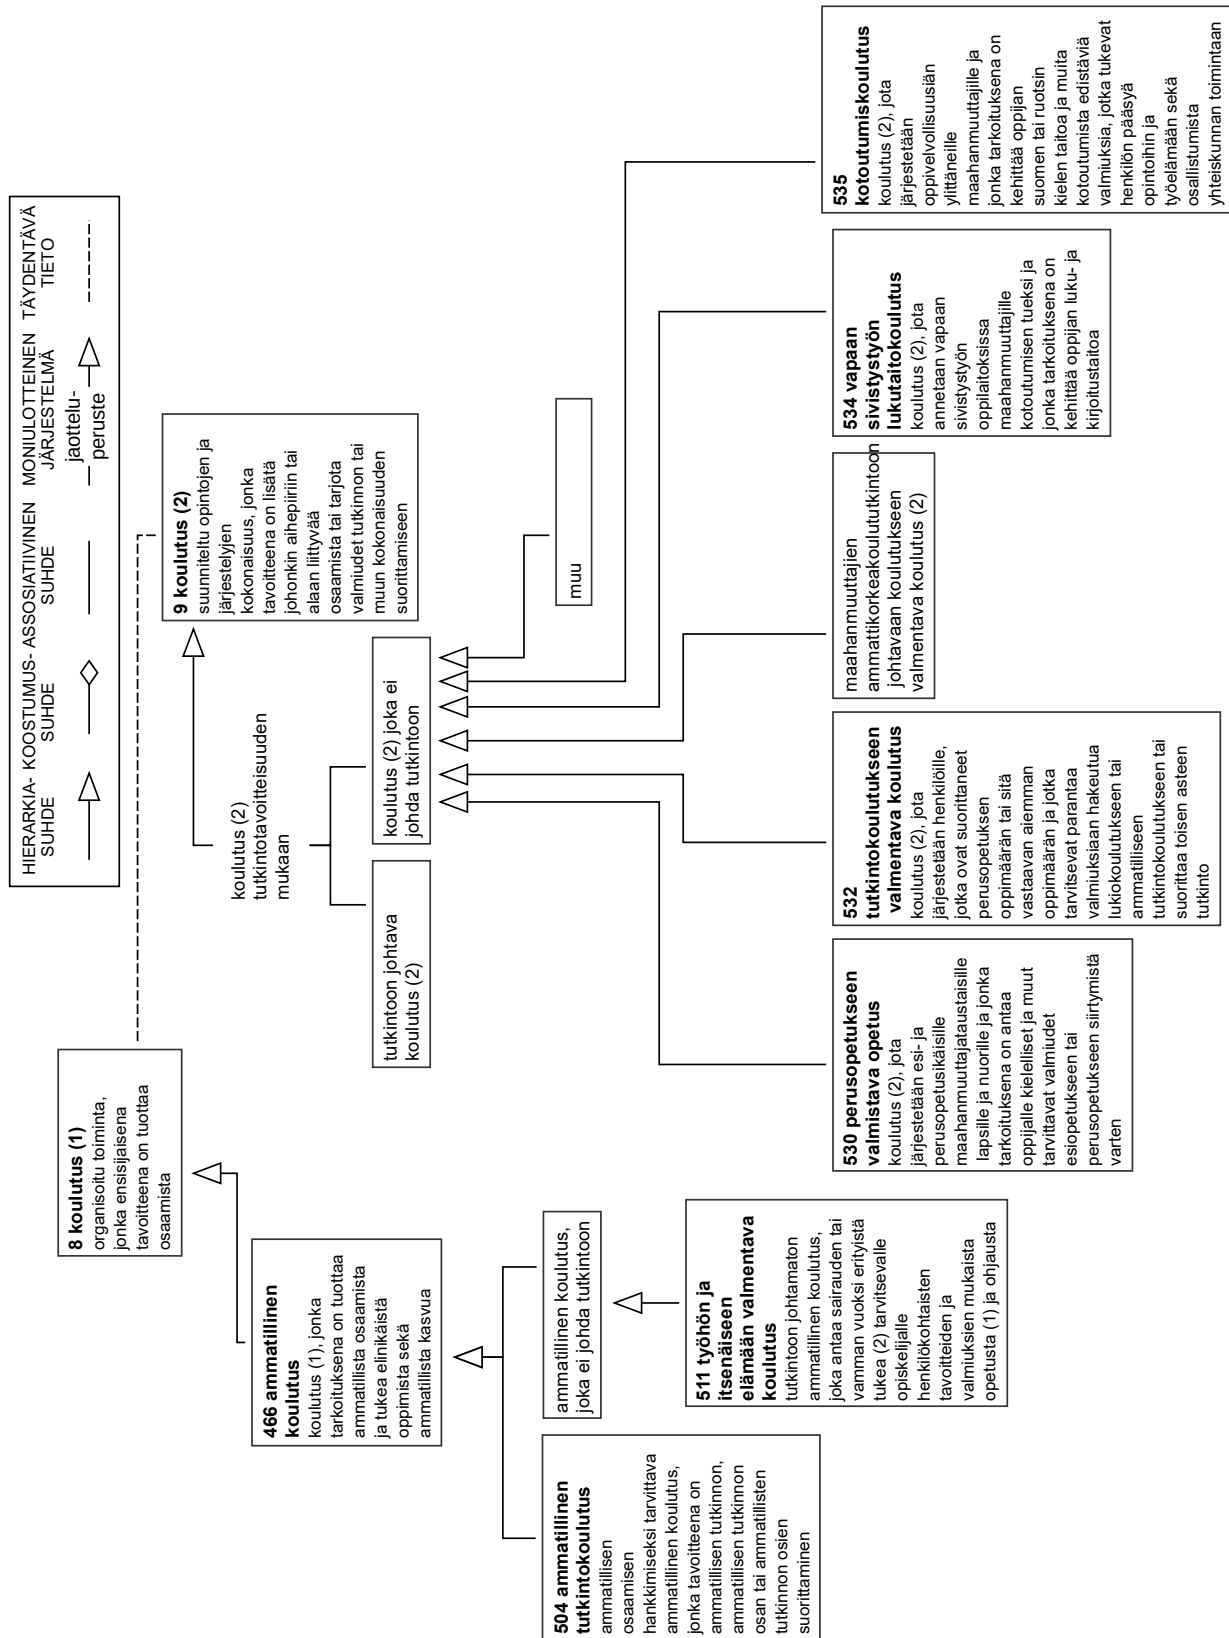 HIERARKIA- KOOSTUMUS- ASSOSIATIIVINEN MONIULOTTEINEN TÄYDENTÄVÄ
SUHDE SUHDE SUHDE JÄRJESTELMÄ TIETO
jaottelu-
peruste
8 koulutus (1)
organisoitu toiminta,
jonka ensisijaisena
tavoitteena on tuottaa
osaamista
9 koulutus (2)
suunniteltu opintojen ja
järjestelyjen
kokonaisuus, jonka
tavoitteena on lisätä
johonkin aihepiiriin tai
alaan liittyvää
osaamista tai tarjota
valmiudet tutkinnon tai
muun kokonaisuuden
suorittamiseen
466 ammatillinen
koulutus
koulutus (1), jonka
tarkoituksena on tuottaa
ammatillista osaamista
ja tukea elinikäistä
oppimista sekä
ammatillista kasvua
koulutus (2)
tutkintotavoitteisuuden
mukaan
tutkintoon johtava
koulutus (2)
koulutus (2) joka ei
johda tutkintoon
504 ammatillinen
tutkintokoulutus
ammatillisen
osaamisen
hankkimiseksi tarvittava
ammatillinen koulutus,
jonka tavoitteena on
ammatillisen tutkinnon,
ammatillisen tutkinnon
osan tai ammatillisten
tutkinnon osien
suorittaminen
ammatillinen koulutus,
joka ei johda tutkintoon
muu
511 työhön ja
itsenäiseen
elämään valmentava
koulutus
tutkintoon johtamaton
ammatillinen koulutus,
joka antaa sairauden tai
vamman vuoksi erityistä
tukea (2) tarvitsevalle
opiskelijalle
henkilökohtaisten
tavoitteiden ja
valmiuksien mukaista
opetusta (1) ja ohjausta
530 perusopetukseen
valmistava opetus
koulutus (2), jota
järjestetään esi- ja
perusopetusikäisille
maahanmuuttajataustaisille
lapsille ja nuorille ja jonka
tarkoituksena on antaa
oppijalle kielelliset ja muut
tarvittavat valmiudet
esiopetukseen tai
perusopetukseen siirtymistä
varten
532
tutkintokoulutukseen
valmentava koulutus
koulutus (2), jota
järjestetään henkilöille,
jotka ovat suorittaneet
perusopetuksen
oppimäärän tai sitä
vastaavan aiemman
oppimäärän ja jotka
tarvitsevat parantaa
valmiuksiaan hakeutua
lukiokoulutukseen tai
ammatilliseen
tutkintokoulutukseen tai
suorittaa toisen asteen
tutkinto
maahanmuuttajien
ammattikorkeakoulututkintoon
johtavaan koulutukseen
valmentava koulutus (2)
534 vapaan
sivistystyön
lukutaitokoulutus
koulutus (2), jota
annetaan vapaan
sivistystyön
oppilaitoksissa
maahanmuuttajille
kotoutumisen tueksi ja
jonka tarkoituksena on
kehittää oppijan luku- ja
kirjoitustaitoa
535
kotoutumiskoulutus
koulutus (2), jota
järjestetään
oppivelvollisuusiän
ylittäneille
maahanmuuttajille ja
jonka tarkoituksena on
kehittää oppijan
suomen tai ruotsin
kielen taitoa ja muita
kotoutumista edistäviä
valmiuksia, jotka tukevat
henkilön pääsyä
opintoihin ja
työelämään sekä
osallistumista
yhteiskunnan toimintaan